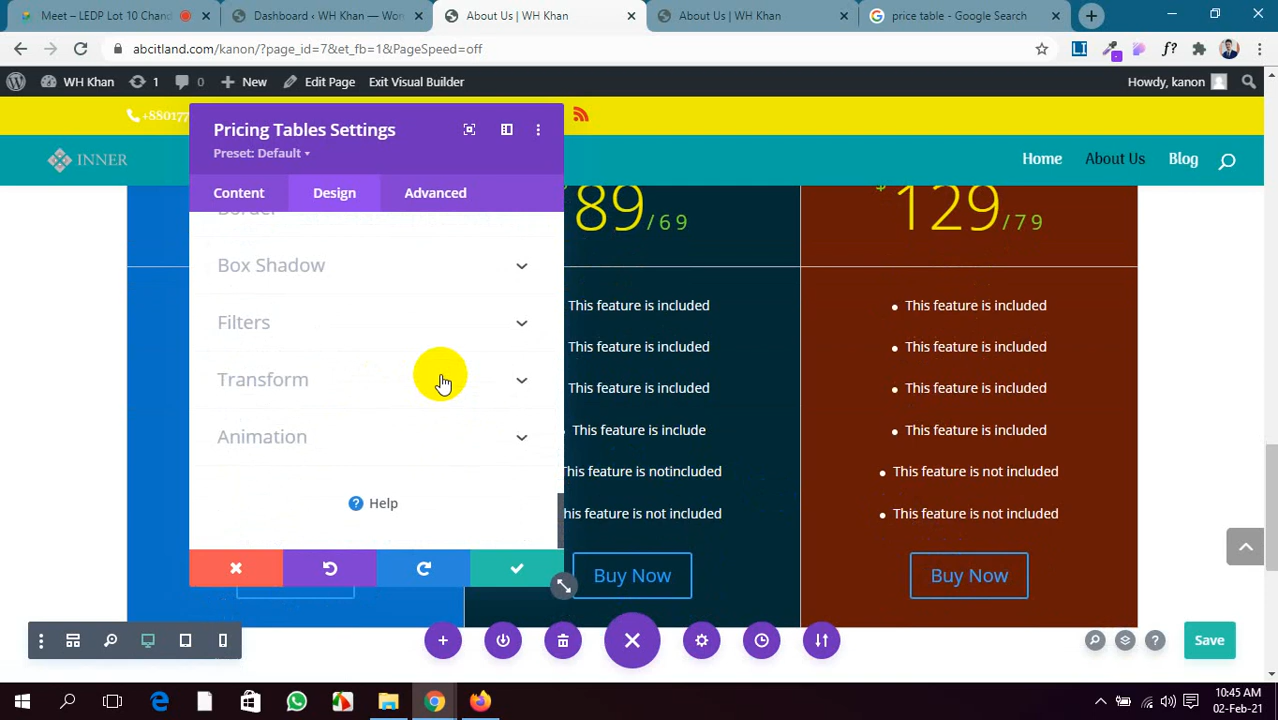 Meet – LEDP Lot 10 Chand
Dashboard ‹ WH Khan — Wor
About Us | WH Khan
About Us | WH Khan
price table - Google Search
abcitland.com/kanon/?page_id=7&et_fb=1&PageSpeed=off
WH Khan
1
0
New
Edit Page
Exit Visual Builder
Howdy, kanon
+880177
INNER
Home
About Us
Blog
Pricing Tables Settings
Preset: Default
Content
Design
Advanced
Border
Box Shadow
Filters
Transform
Animation
Help
$
89/69
This feature is included
This feature is included
This feature is included
This feature is include
This feature is notincluded
his feature is not included
Buy Now
$
129/79
This feature is included
This feature is included
This feature is included
This feature is included
This feature is not included
This feature is not included
Buy Now
Save
10:45 AM
02-Feb-21